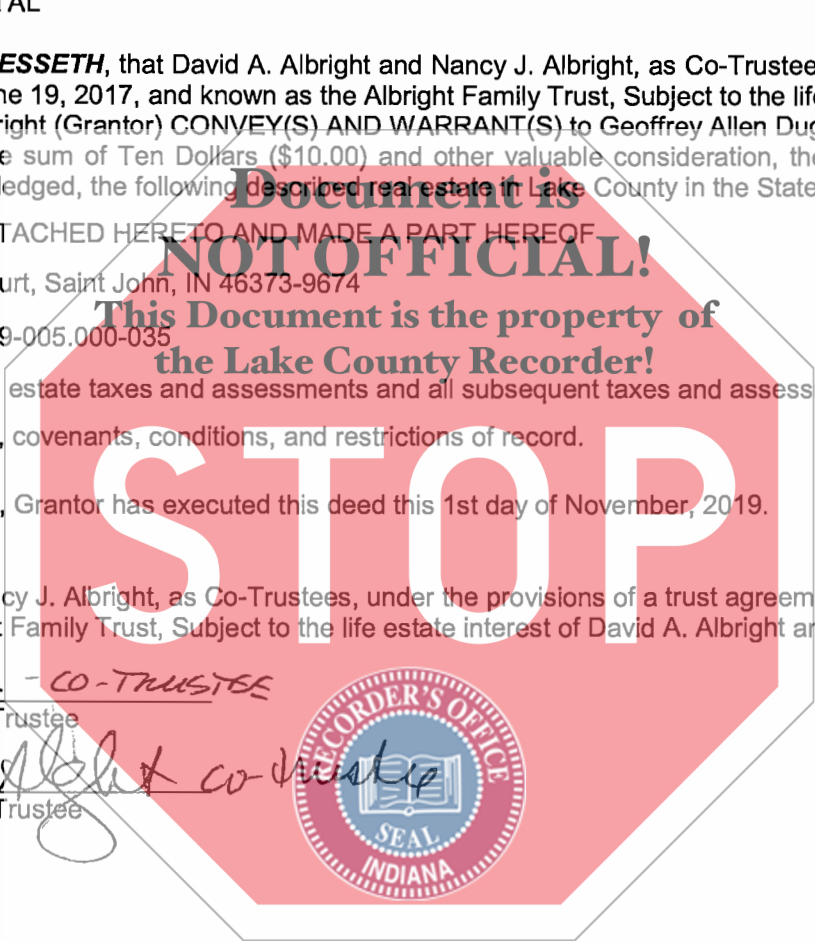 TAL
ESSETH, that David A. Albright and Nancy J. Albright, as Co-Trustee
ne 19, 2017, and known as the Albright Family Trust, Subject to the life
right (Grantor) CONVEY(S) AND WARRANT(S) to Geoffrey Allen Dug
e sum of Ten Dollars ($10.00) and other valuable consideration, the
ledged, the following described real estate in Lake County in the State
Document is
TACHED HERETO AND MADE A PART HEREOF
NOT OFFICIAL!
urt, Saint John, IN 46373-9674
This Document is the property of
9-005.000-035
the Lake County Recorder!
estate taxes and assessments and all subsequent taxes and assess
, covenants, conditions, and restrictions of record.
STOP
, Grantor has executed this deed this 1st day of November, 2019.
cy J. Albright, as Co-Trustees, under the provisions of a trust agreem
t Family Trust, Subject to the life estate interest of David A. Albright an
- CO-TRUSTEE
Trustee
Albright co-trustee
Trustee
RECORDER'S OFFICE
SEAL
INDIANA